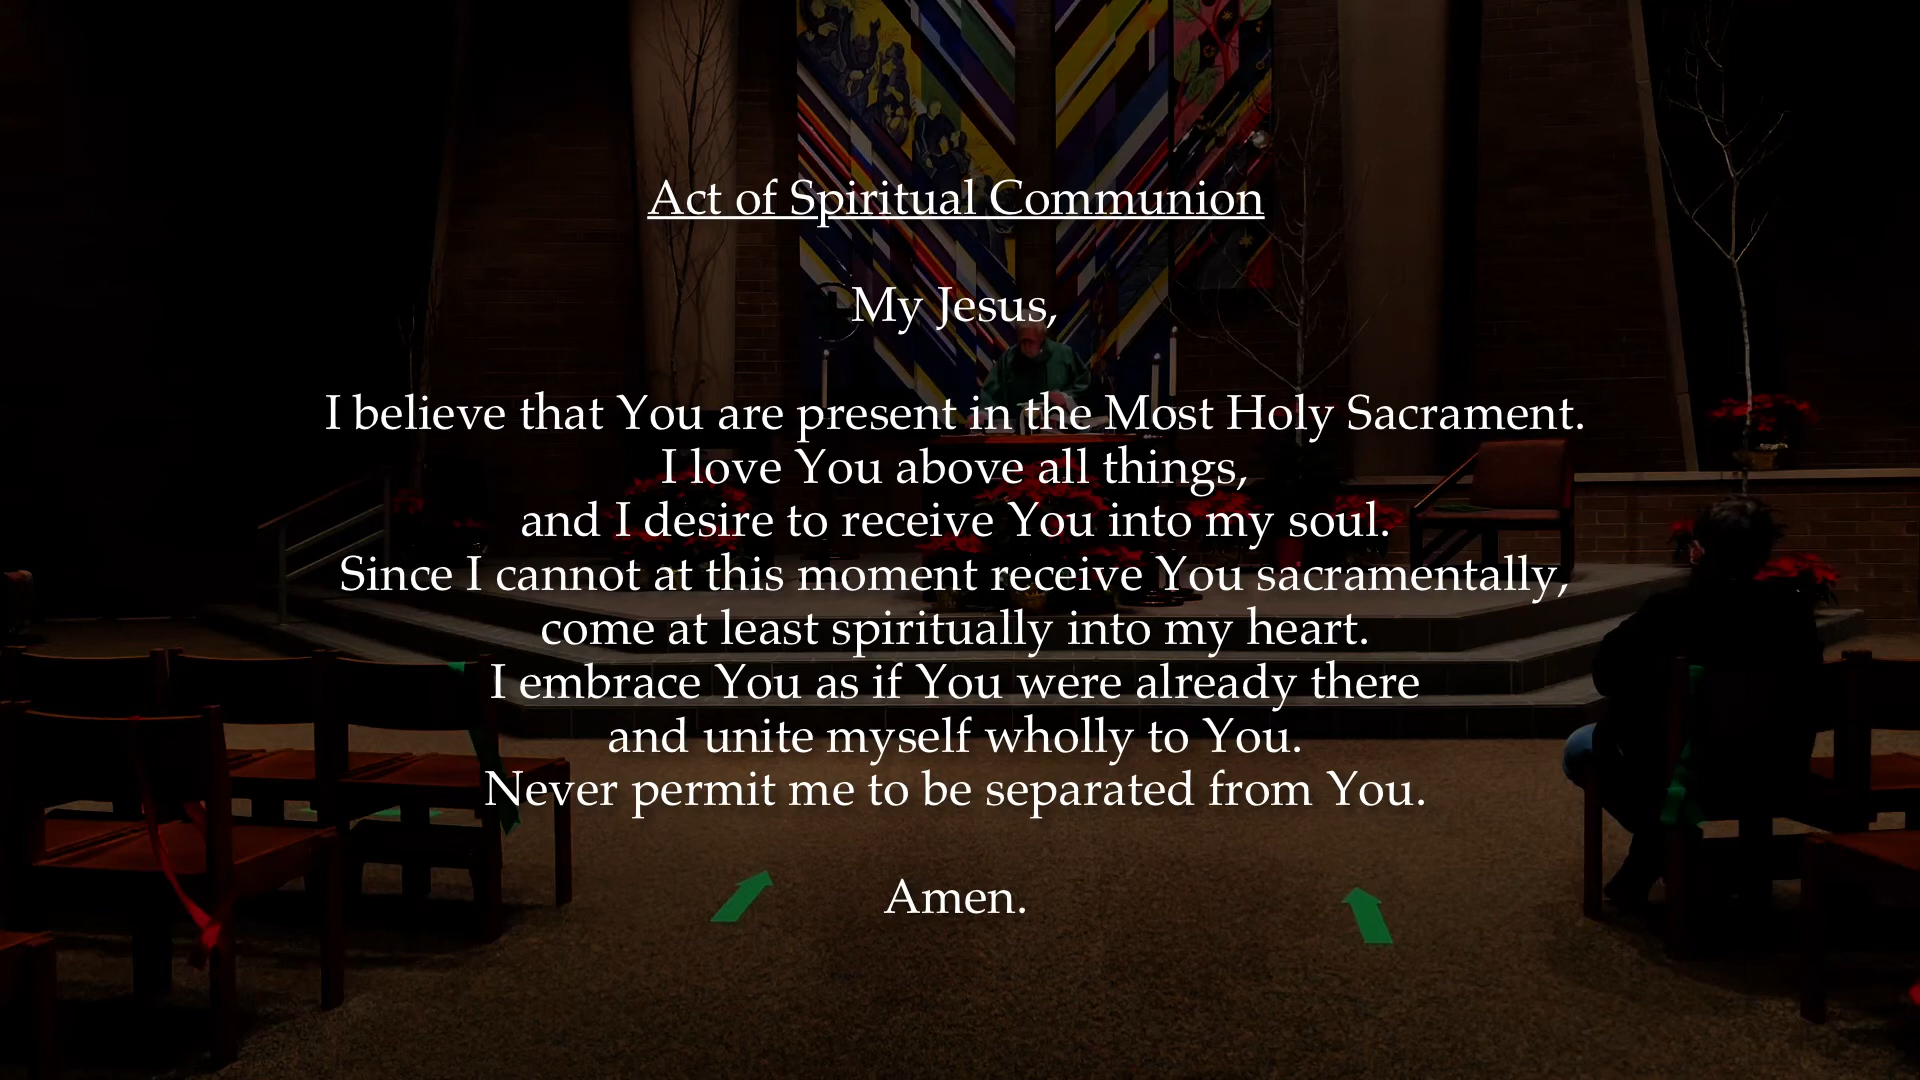 Act of Spiritual Communion
My Jesus,
I believe that You are present in the Most Holy Sacrament.
I love You above all things,
and I desire to receive You into my soul.
Since I cannot at this moment receive You sacramentally,
come at least spiritually into my heart.
I embrace You as if You were already there
and unite myself wholly to You.
Never permit me to be separated from You.
Amen.